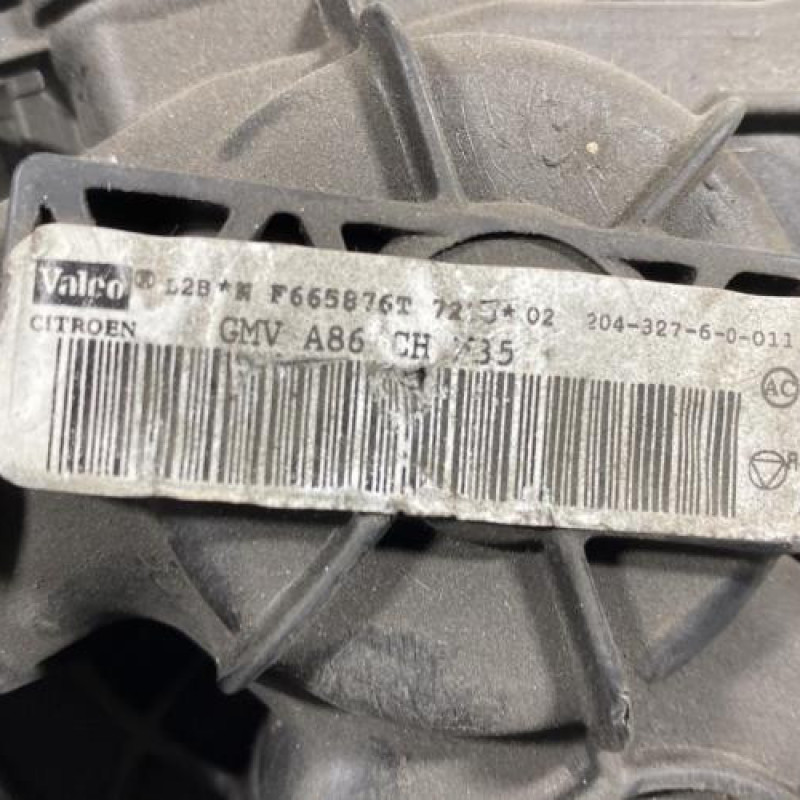 Valeo® L2B*N F665876T 02 204-327-6-0-011
CITROEN GMV A86 CH
AC